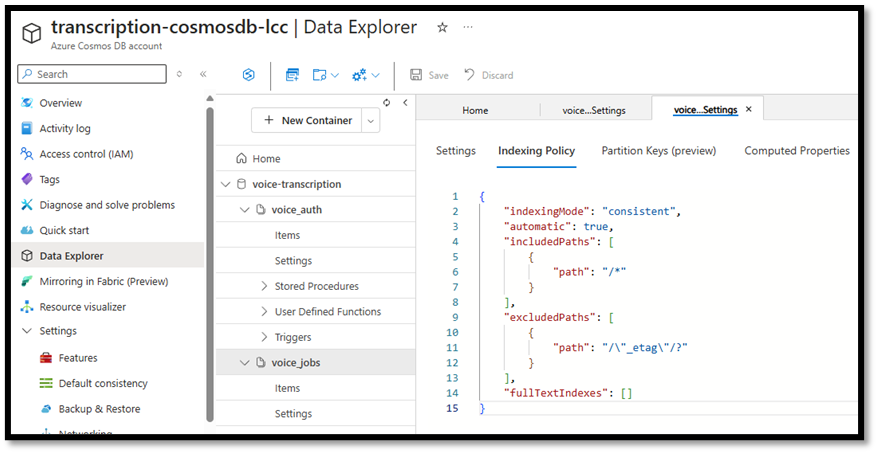 transcription-cosmosdb-lcc | Data Explorer
Azure Cosmos DB account
Search
Overview
Activity log
Access control (IAM)
Tags
Diagnose and solve problems
Quick start
Data Explorer
Mirroring in Fabric (Preview)
Resource visualizer
Settings
Features
Default consistency
Backup & Restore
Networking
+ New Container
Home
voice-transcription
voice_auth
Items
Settings
Stored Procedures
User Defined Functions
Triggers
voice_jobs
Items
Settings
Save Discard
Home voice...Settings voice...Settings
Settings Indexing Policy Partition Keys (preview) Computed Properties
1 {
2 "indexingMode": "consistent",
3 "automatic": true,
4 "includedPaths": [
5 {
6 "path": "/*"
7 }
8 ],
9 "excludedPaths": [
10 {
11 "path": "/\"_etag\"/?"
12 }
13 ],
14 "fullTextIndexes": []
15 }